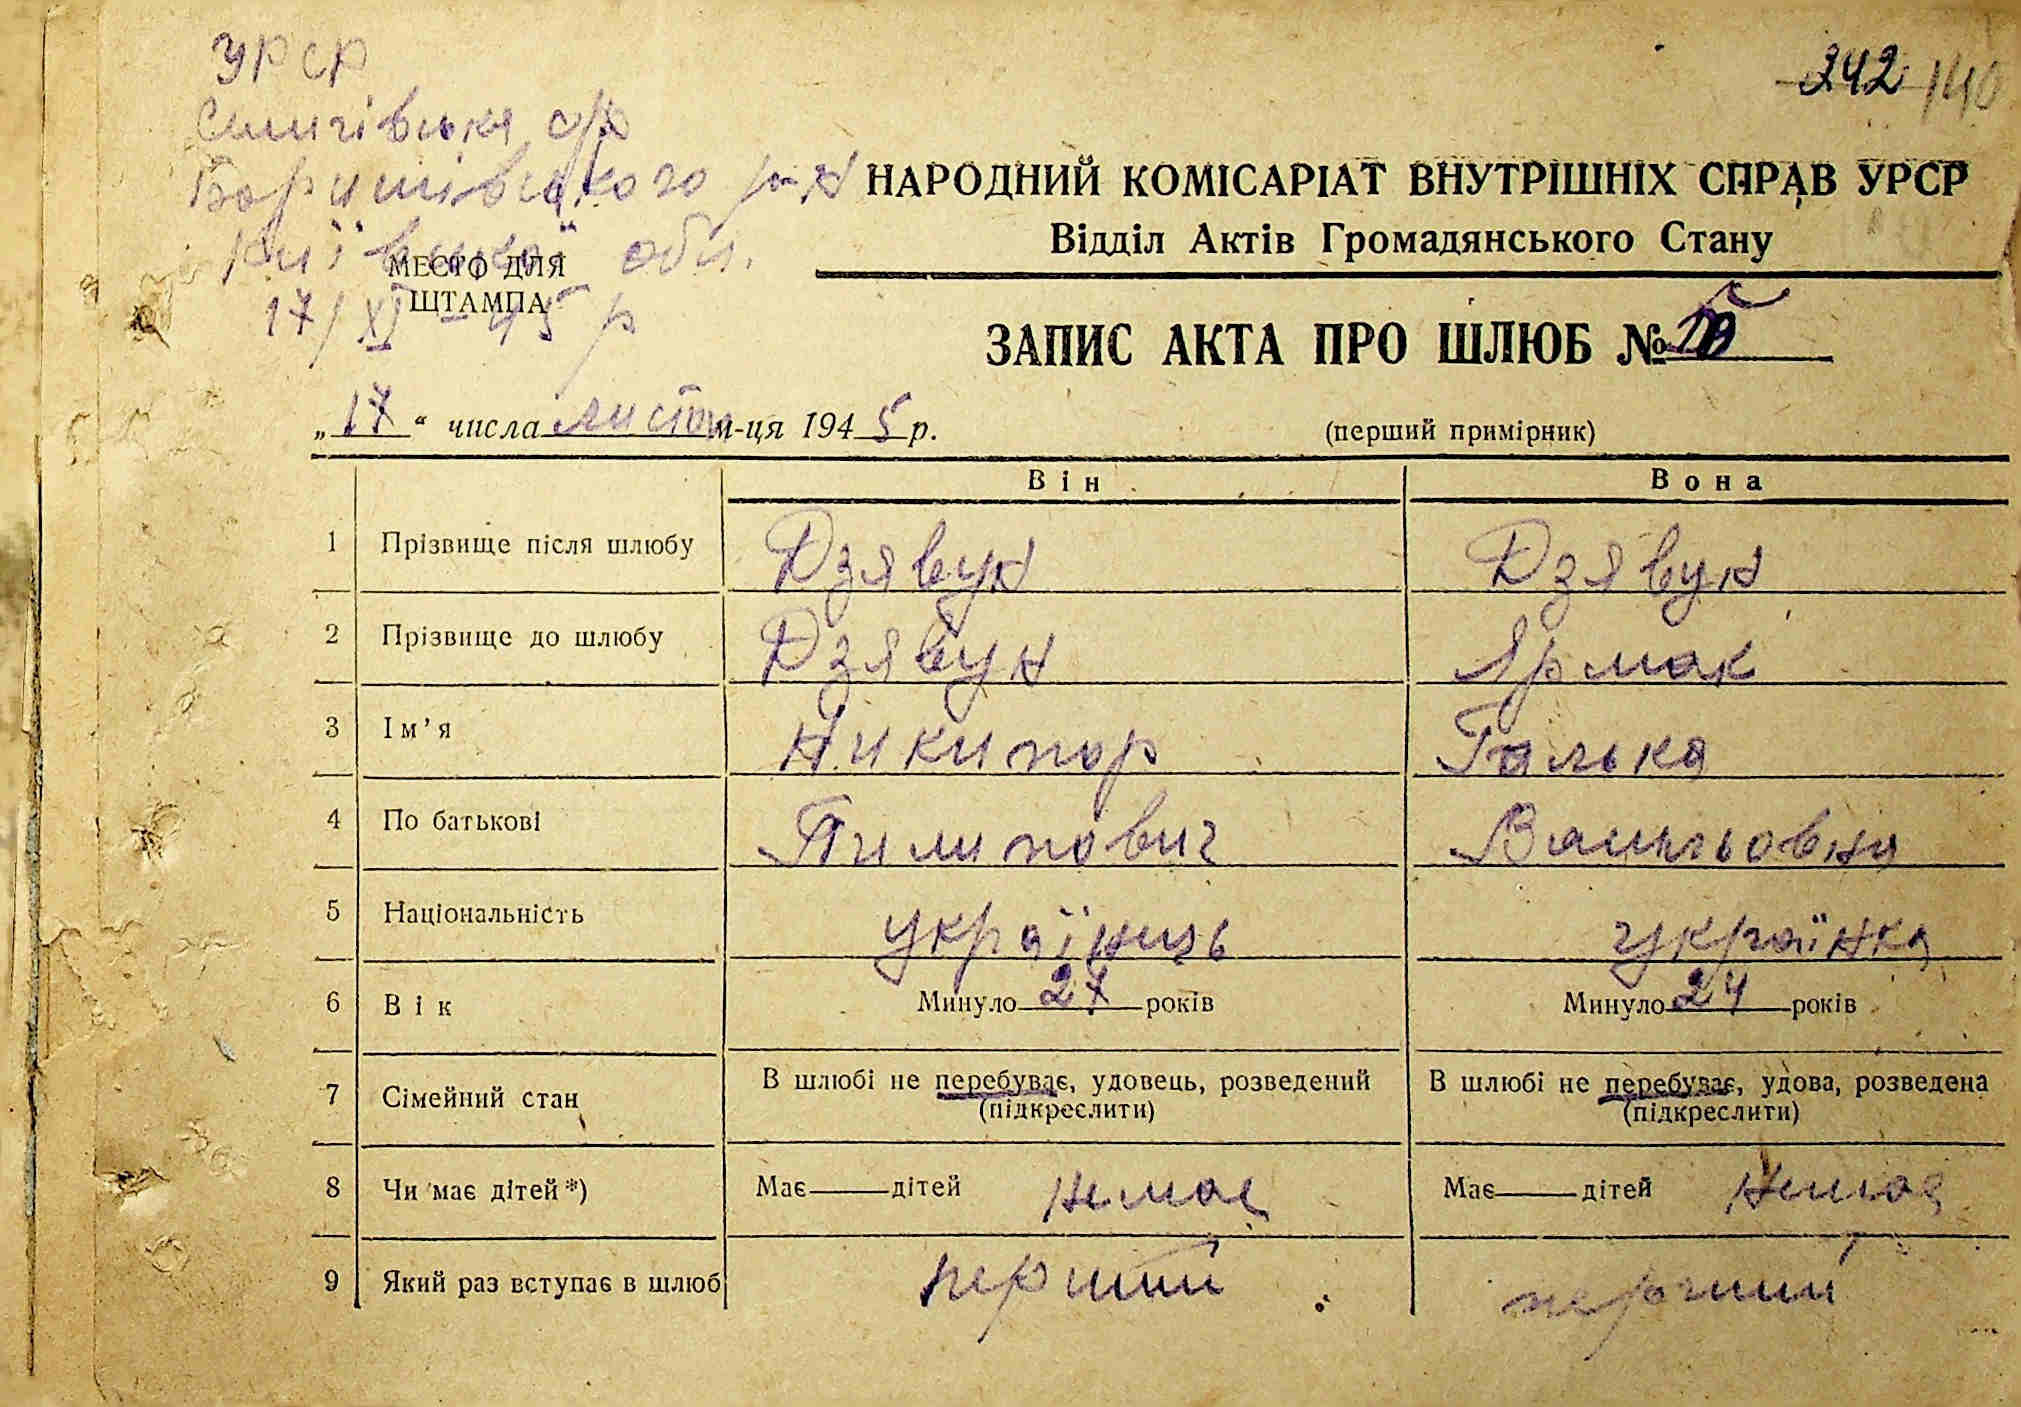 УРСР
242 140
Сошиківська с/р
Боришівського р-н
Київської обл.
17/XI - 45 р
МЕСТО ДЛЯ
ШТАМПА
НАРОДНИЙ КОМІСАРІАТ ВНУТРІШНІХ СПРАВ УРСР
Відділ Актів Громадянського Стану
ЗАПИС АКТА ПРО ШЛЮБ №
„17“ числа листоп м-ця 1945 р.
(перший примірник)
Він Вона
1 Прізвище після шлюбу Дзявун Дзявун
2 Прізвище до шлюбу Дзявун Ярмак
3 Ім’я Никипор Галька
4 По батькові Пилипович Васильовна
5 Національність українець українка
6 Вік Минуло 27 років Минуло 24 років
7 Сімейний стан В шлюбі не перебуває, удовець, розведений В шлюбі не перебуває, удова, розведена
(підкреслити) (підкреслити)
8 Чи має дітей*) Має——дітей немає Має——дітей немає
9 Який раз вступає в шлюб перший перший